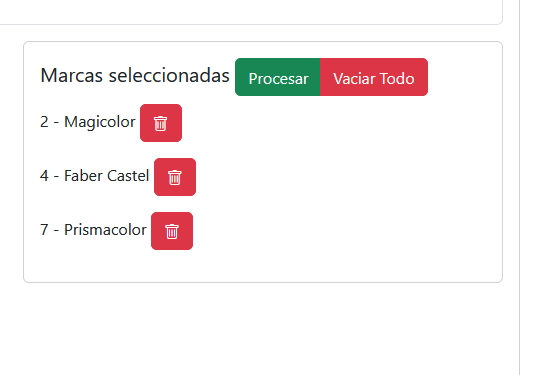 Marcas seleccionadas Procesar Vaciar Todo
2 - Magicolor
4 - Faber Castel
7 - Prismacolor